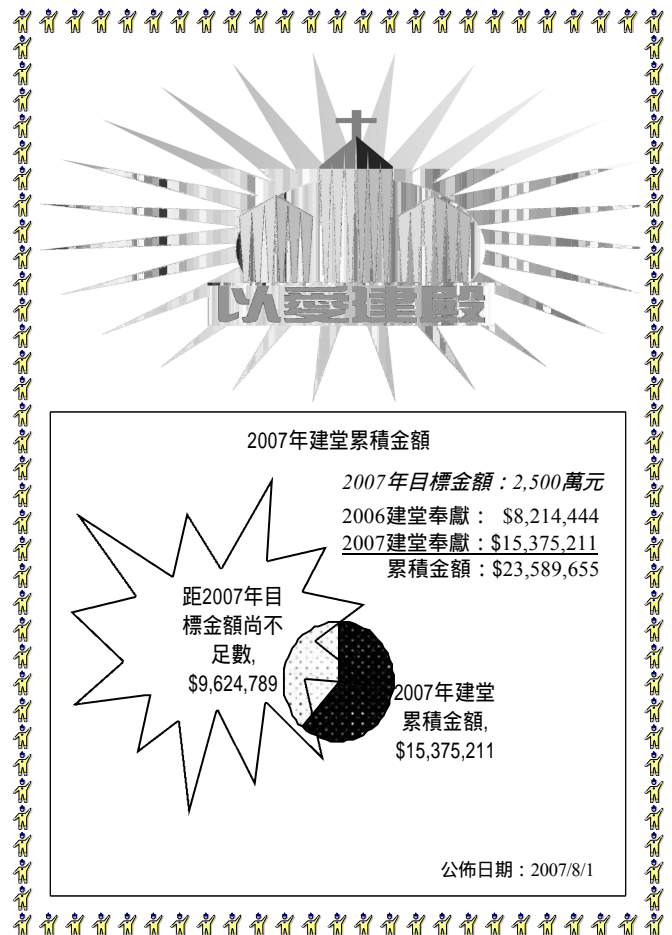 以愛建殿
2007年建堂累積金額
2007年目標金額：2,500萬元
2006建堂奉獻： $8,214,444
2007建堂奉獻：$15,375,211
累積金額：$23,589,655
距2007年目
標金額尚不
足數,
$9,624,789
2007年建堂
累積金額,
$15,375,211
公佈日期：2007/8/1